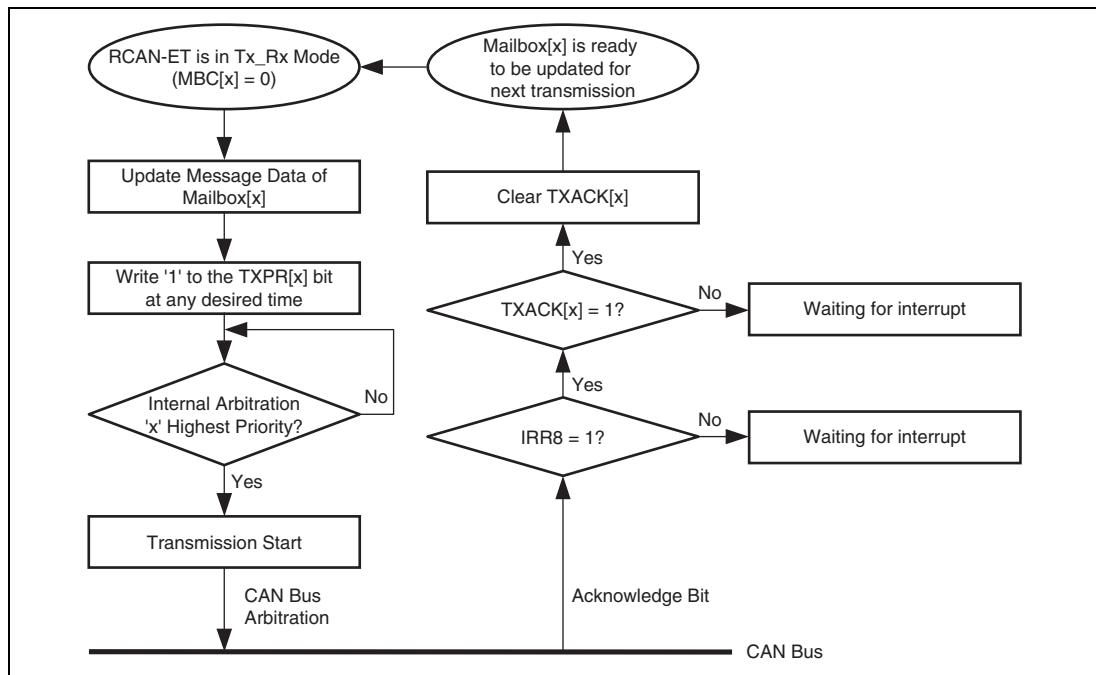 RCAN-ET is in Tx_Rx Mode
(MBC[x] = 0)
Update Message Data of
Mailbox[x]
Write '1' to the TXPR[x] bit
at any desired time
Internal Arbitration
'x' Highest Priority?
No
Yes
Transmission Start
CAN Bus
Arbitration
Mailbox[x] is ready
to be updated for
next transmission
Clear TXACK[x]
Yes
TXACK[x] = 1?
No
Waiting for interrupt
Yes
IRR8 = 1?
No
Waiting for interrupt
Acknowledge Bit
CAN Bus